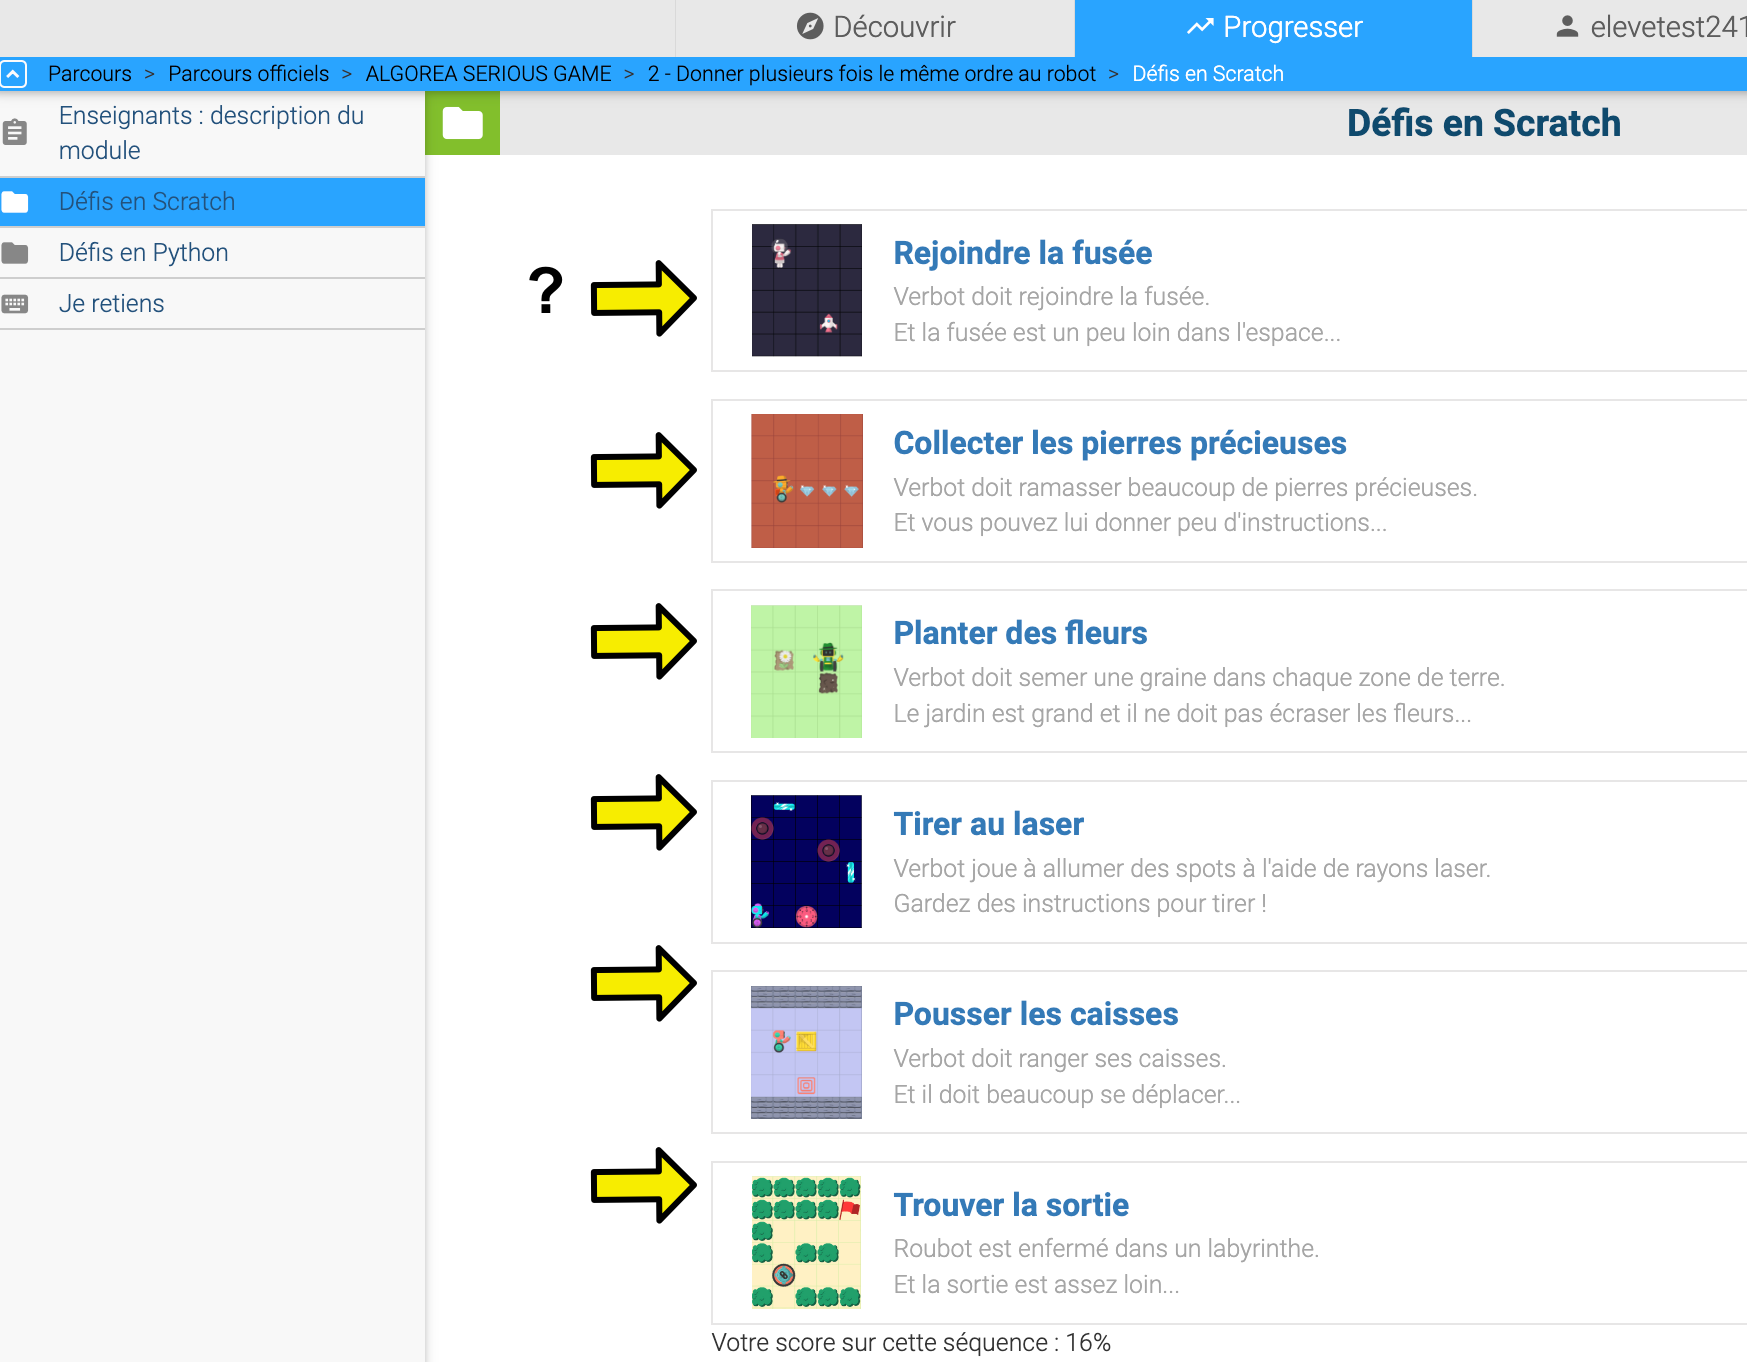 Découvrir
Progresser
elevetest241
Parcours > Parcours officiels > ALGOREA SERIOUS GAME > 2 - Donner plusieurs fois le même ordre au robot > Défis en Scratch
Enseignants : description du
module
Défis en Scratch
Défis en Python
Je retiens
Défis en Scratch
?
Rejoindre la fusée
Verbot doit rejoindre la fusée.
Et la fusée est un peu loin dans l'espace...
Collecter les pierres précieuses
Verbot doit ramasser beaucoup de pierres précieuses.
Et vous pouvez lui donner peu d'instructions...
Planter des fleurs
Verbot doit semer une graine dans chaque zone de terre.
Le jardin est grand et il ne doit pas écraser les fleurs...
Tirer au laser
Verbot joue à allumer des spots à l'aide de rayons laser.
Gardez des instructions pour tirer !
Pousser les caisses
Verbot doit ranger ses caisses.
Et il doit beaucoup se déplacer...
Trouver la sortie
Roubot est enfermé dans un labyrinthe.
Et la sortie est assez loin...
Votre score sur cette séquence : 16%